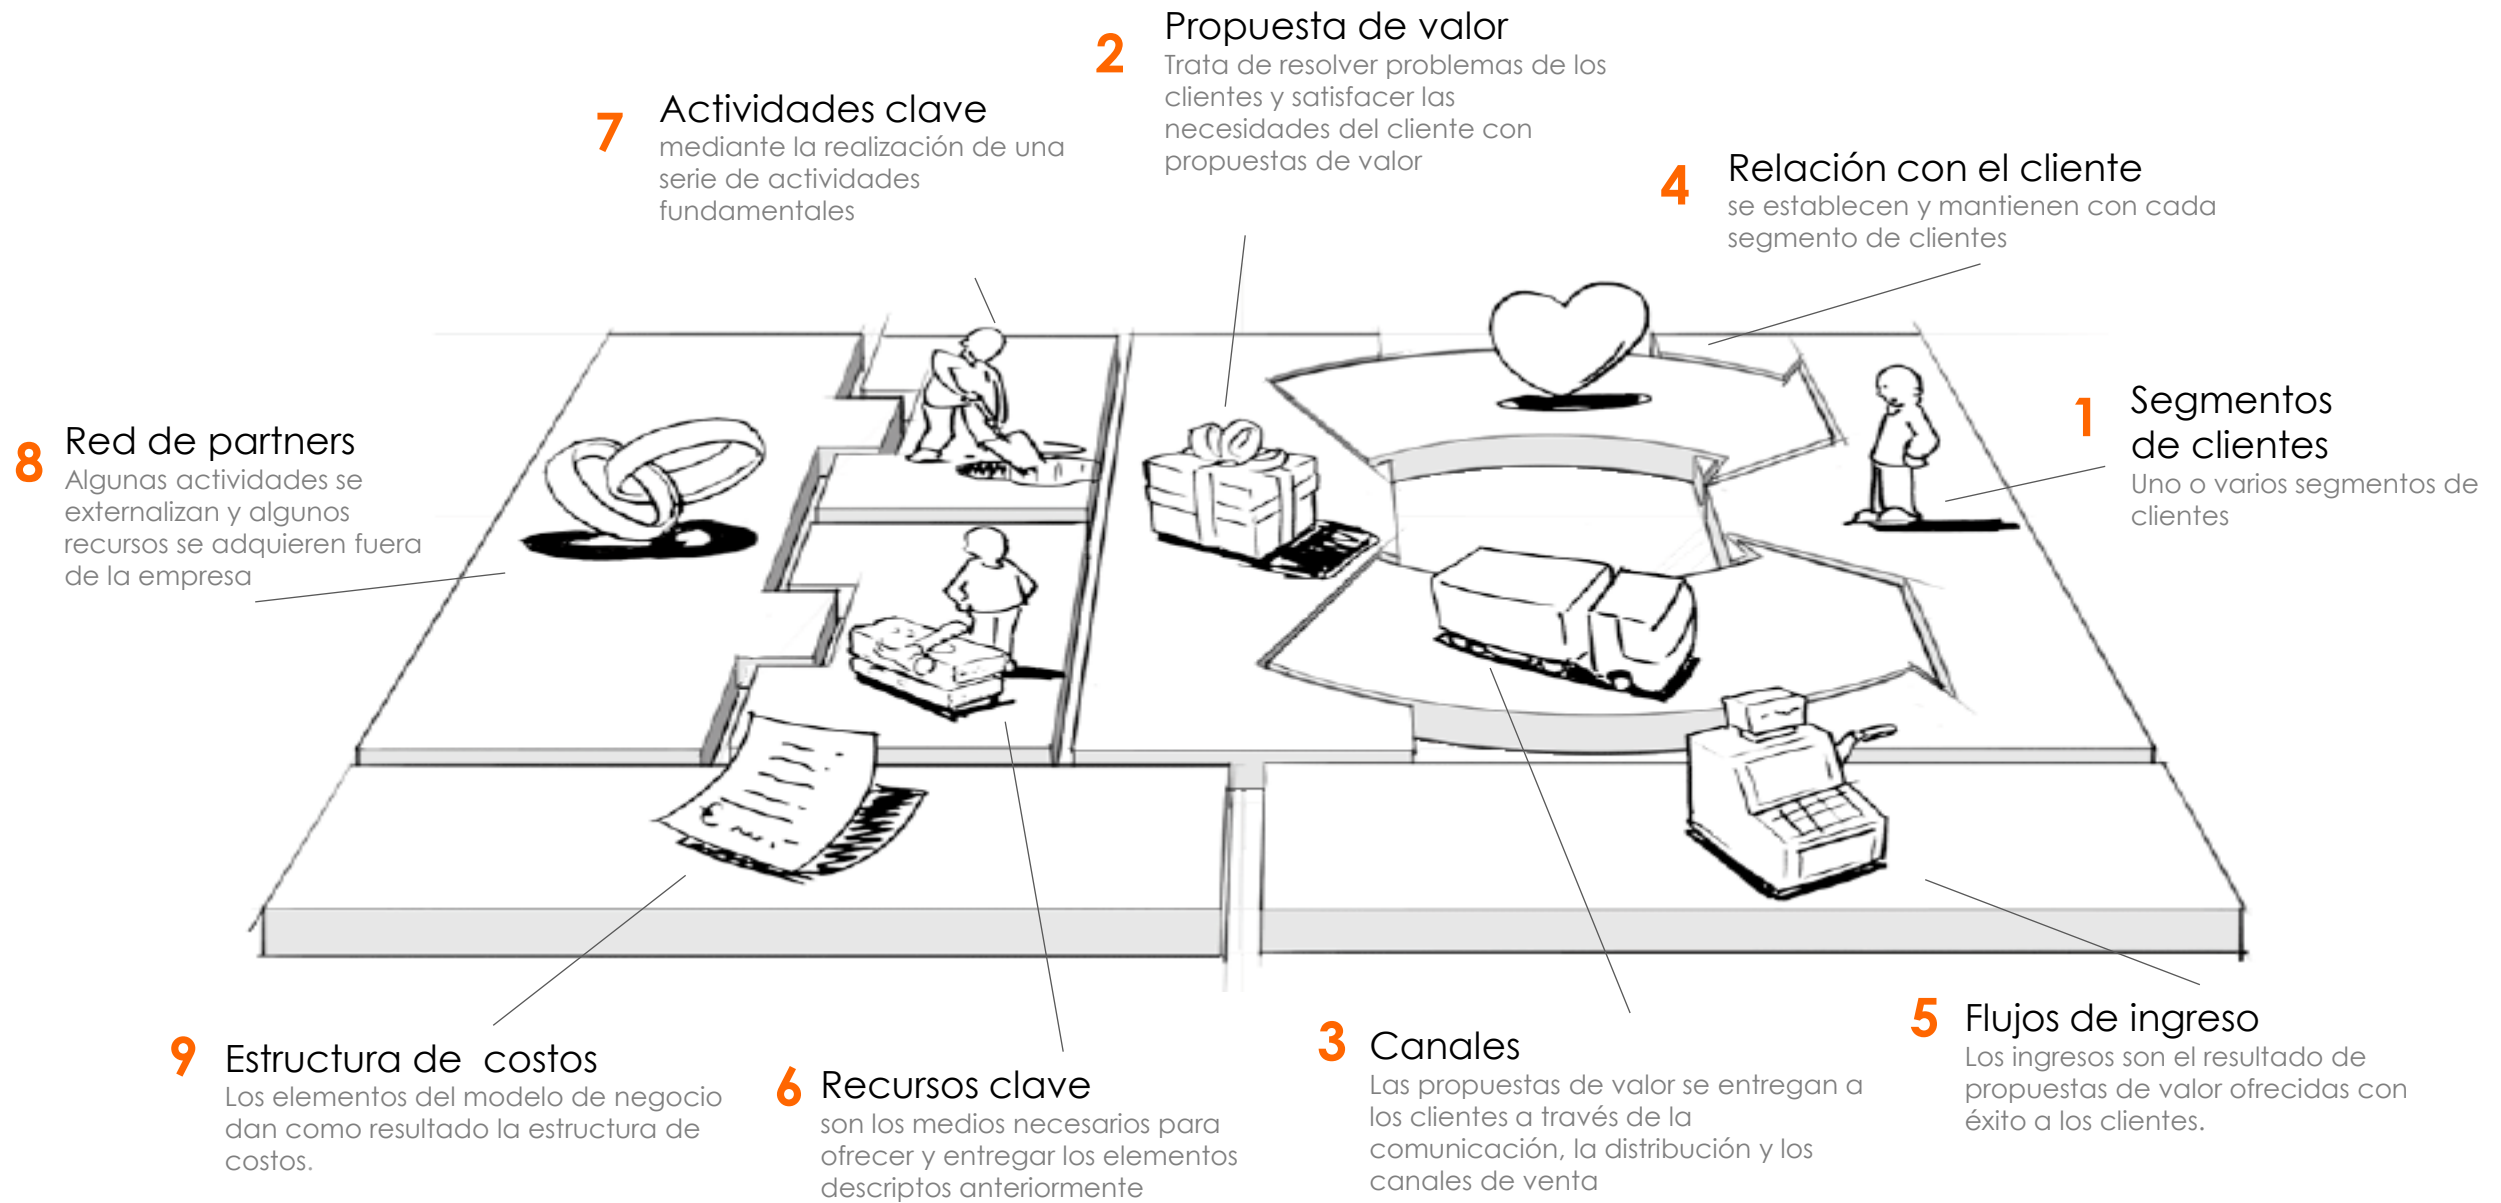 2
Propuesta de valor
Trata de resolver problemas de los
clientes y satisfacer las
necesidades del cliente con
propuestas de valor
7
Actividades clave
mediante la realización de una
serie de actividades
fundamentales
4
Relación con el cliente
se establecen y mantienen con cada
segmento de clientes
1
Segmentos
de clientes
Uno o varios segmentos de
clientes
8
Red de partners
Algunas actividades se
externalizan y algunos
recursos se adquieren fuera
de la empresa
9
Estructura de  costos
Los elementos del modelo de negocio
dan como resultado la estructura de
costos.
6
Recursos clave
son los medios necesarios para
ofrecer y entregar los elementos
descriptos anteriormente
3
Canales
Las propuestas de valor se entregan a
los clientes a través de la
comunicación, la distribución y los
canales de venta
5
Flujos de ingreso
Los ingresos son el resultado de
propuestas de valor ofrecidas con
éxito a los clientes.